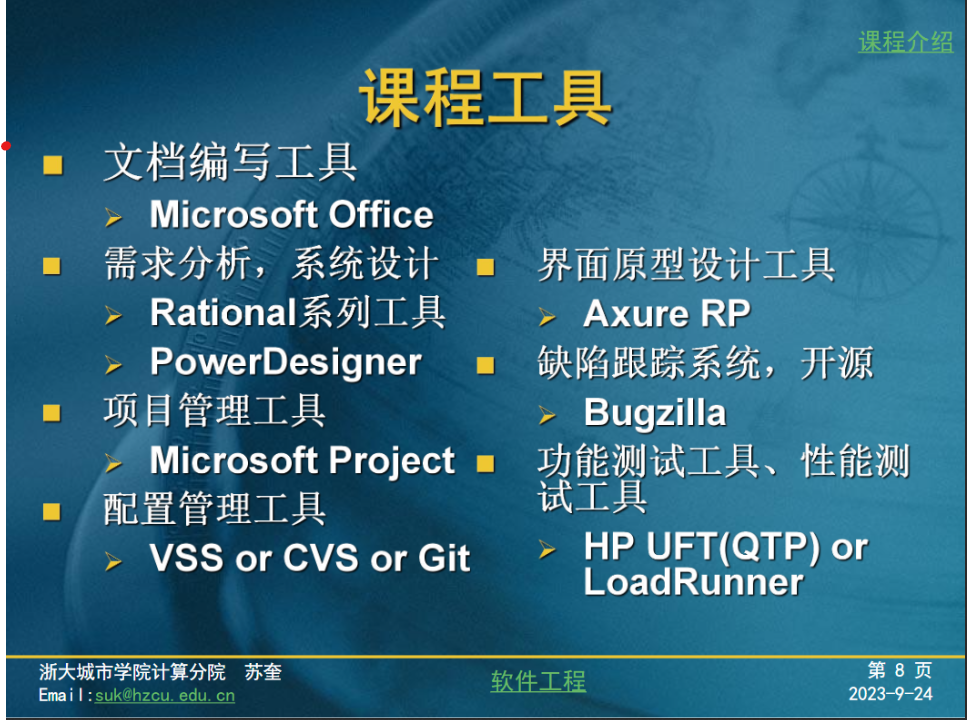 课程介绍
课程工具
文档编写工具
Microsoft Office
需求分析，系统设计
Rational系列工具
PowerDesigner
项目管理工具
Microsoft Project
配置管理工具
VSS or CVS or Git
界面原型设计工具
Axure RP
缺陷跟踪系统，开源
Bugzilla
功能测试工具、性能测
试工具
HP UFT(QTP) or
LoadRunner
浙大城市学院计算分院 苏奎
Email:suk@hzcu.edu.cn
软件工程
第 8 页
2023-9-24